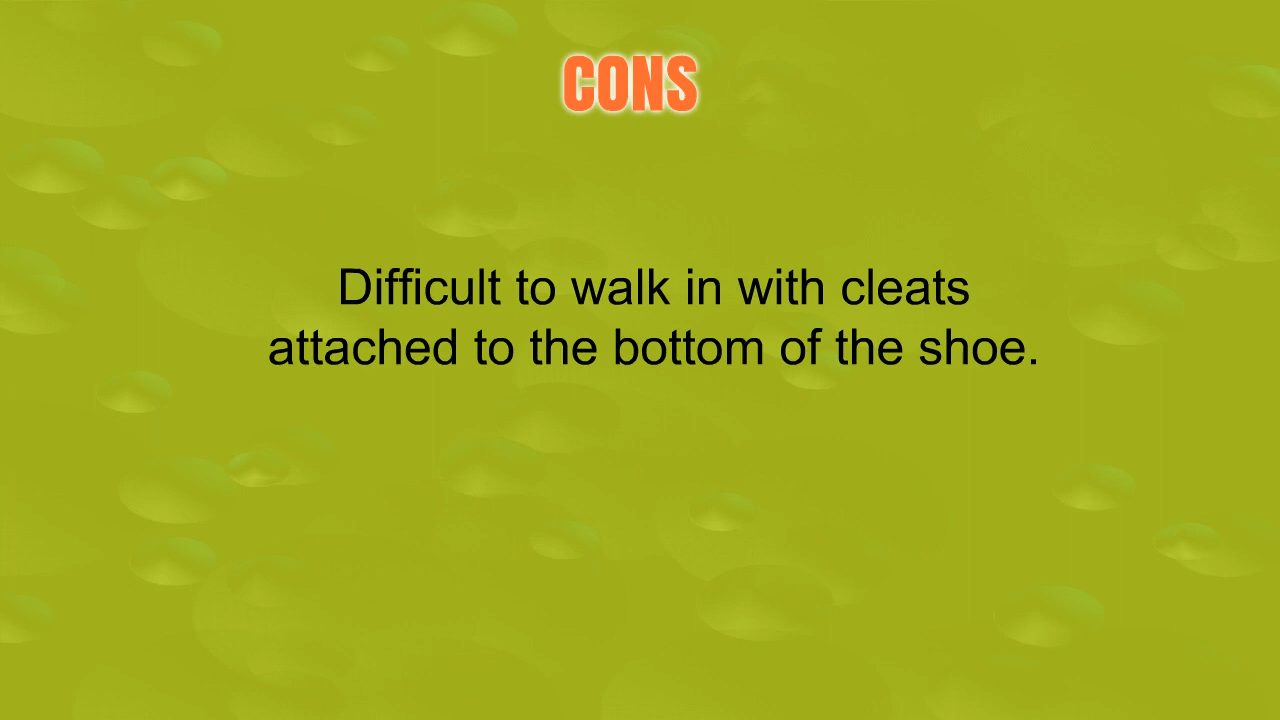 CONS
Difficult to walk in with cleats
attached to the bottom of the shoe.